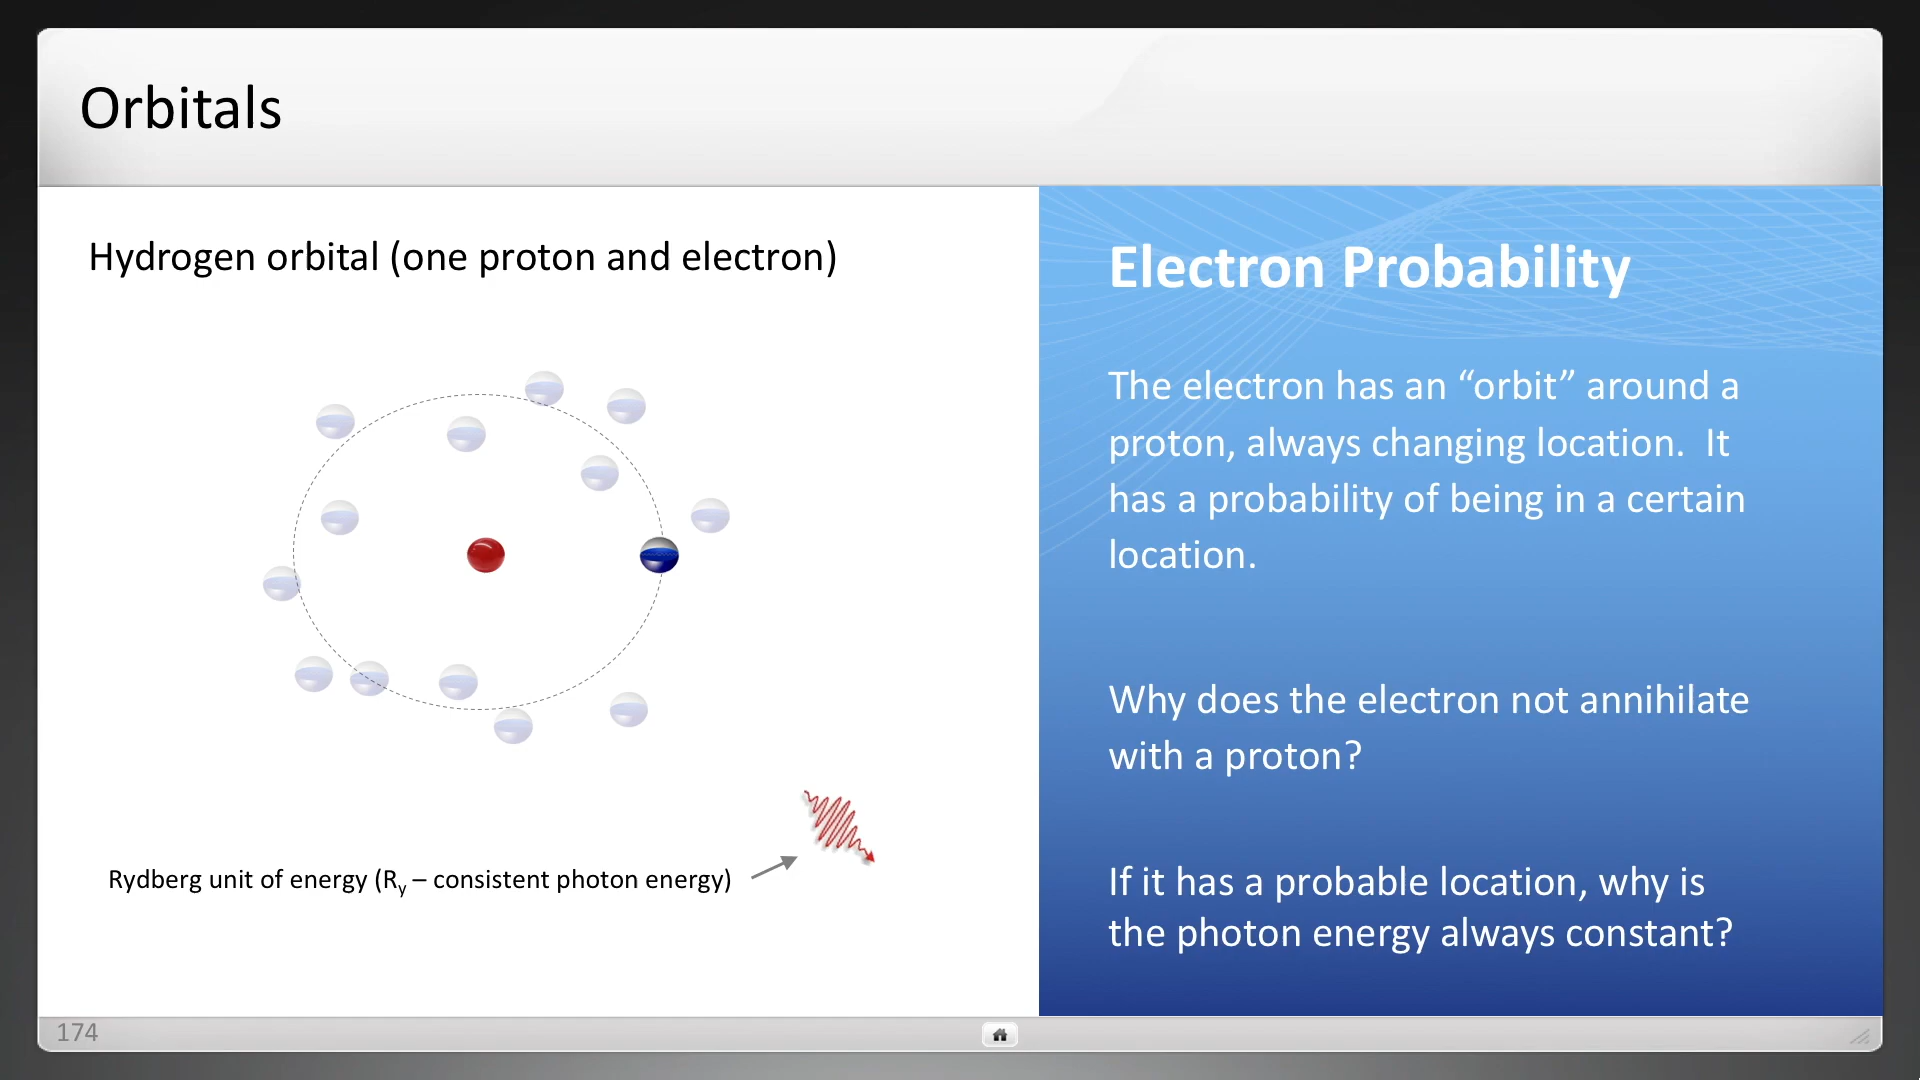 Orbitals
Hydrogen orbital (one proton and electron)
Rydberg unit of energy (Ry – consistent photon energy)
Electron Probability
The electron has an “orbit” around a
proton, always changing location.  It
has a probability of being in a certain
location.
Why does the electron not annihilate
with a proton?
If it has a probable location, why is
the photon energy always constant?
174